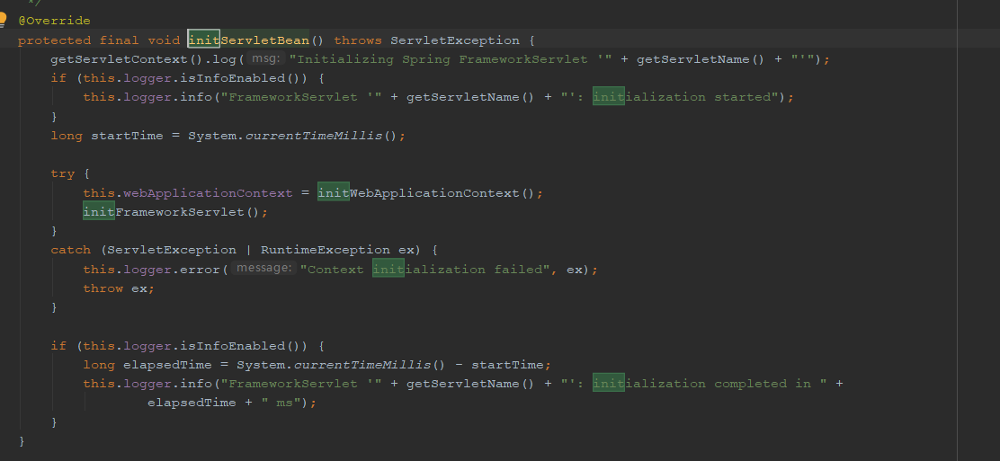 */
@Override
protected final void initServletBean() throws ServletException {
getServletContext().log( msg: "Initializing Spring FrameworkServlet '" + getServletName() + "'");
if (this.logger.isInfoEnabled()) {
this.logger.info("FrameworkServlet '" + getServletName() + "': initialization started");
}
long startTime = System.currentTimeMillis();
try {
this.webApplicationContext = initWebApplicationContext();
initFrameworkServlet();
}
catch (ServletException | RuntimeException ex) {
this.logger.error( message: "Context initialization failed", ex);
throw ex;
}
if (this.logger.isInfoEnabled()) {
long elapsedTime = System.currentTimeMillis() - startTime;
this.logger.info("FrameworkServlet '" + getServletName() + "': initialization completed in " +
elapsedTime + " ms");
}
}